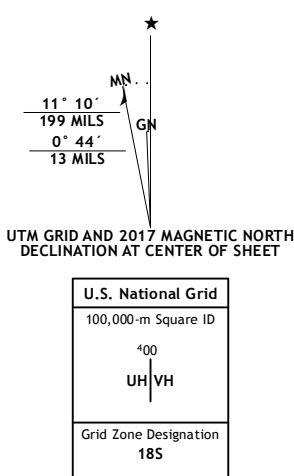 ★
MN
11° 10´
199 MILS
GN
0° 44´
13 MILS
UTM GRID AND 2017 MAGNETIC NORTH
DECLINATION AT CENTER OF SHEET
U.S. National Grid
100,000-m Square ID
⁴00
UH VH
Grid Zone Designation
18S